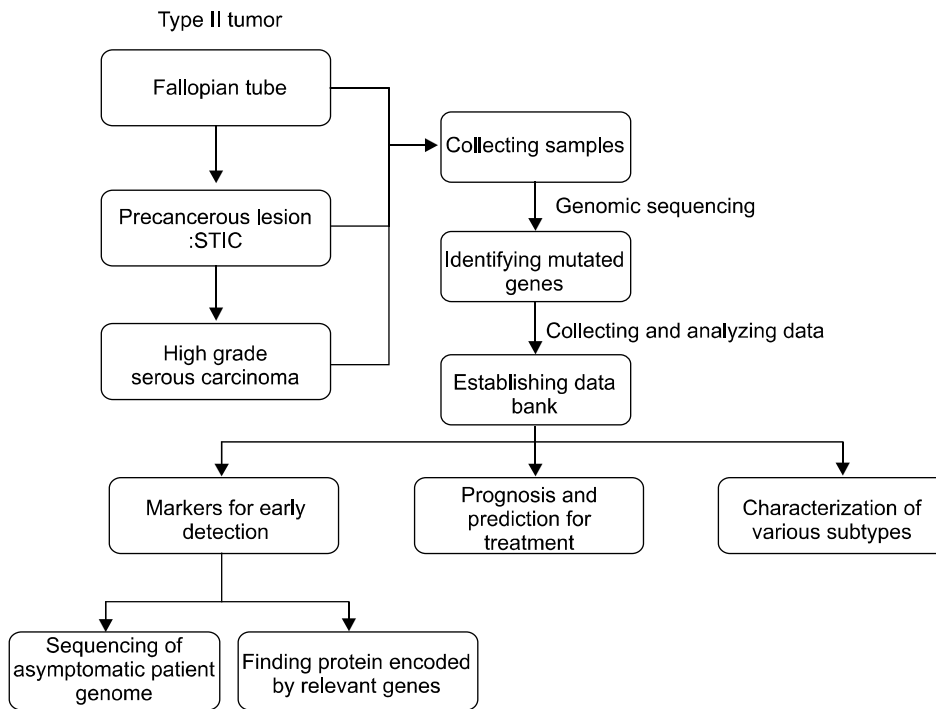 Type II tumor
Fallopian tube
Collecting samples
Genomic sequencing
Precancerous lesion
:STIC
Identifying mutated
genes
Collecting and analyzing data
High grade
serous carcinoma
Establishing data
bank
Markers for early
detection
Prognosis and
prediction for
treatment
Characterization of
various subtypes
Sequencing of
asymptomatic patient
genome
Finding protein encoded
by relevant genes